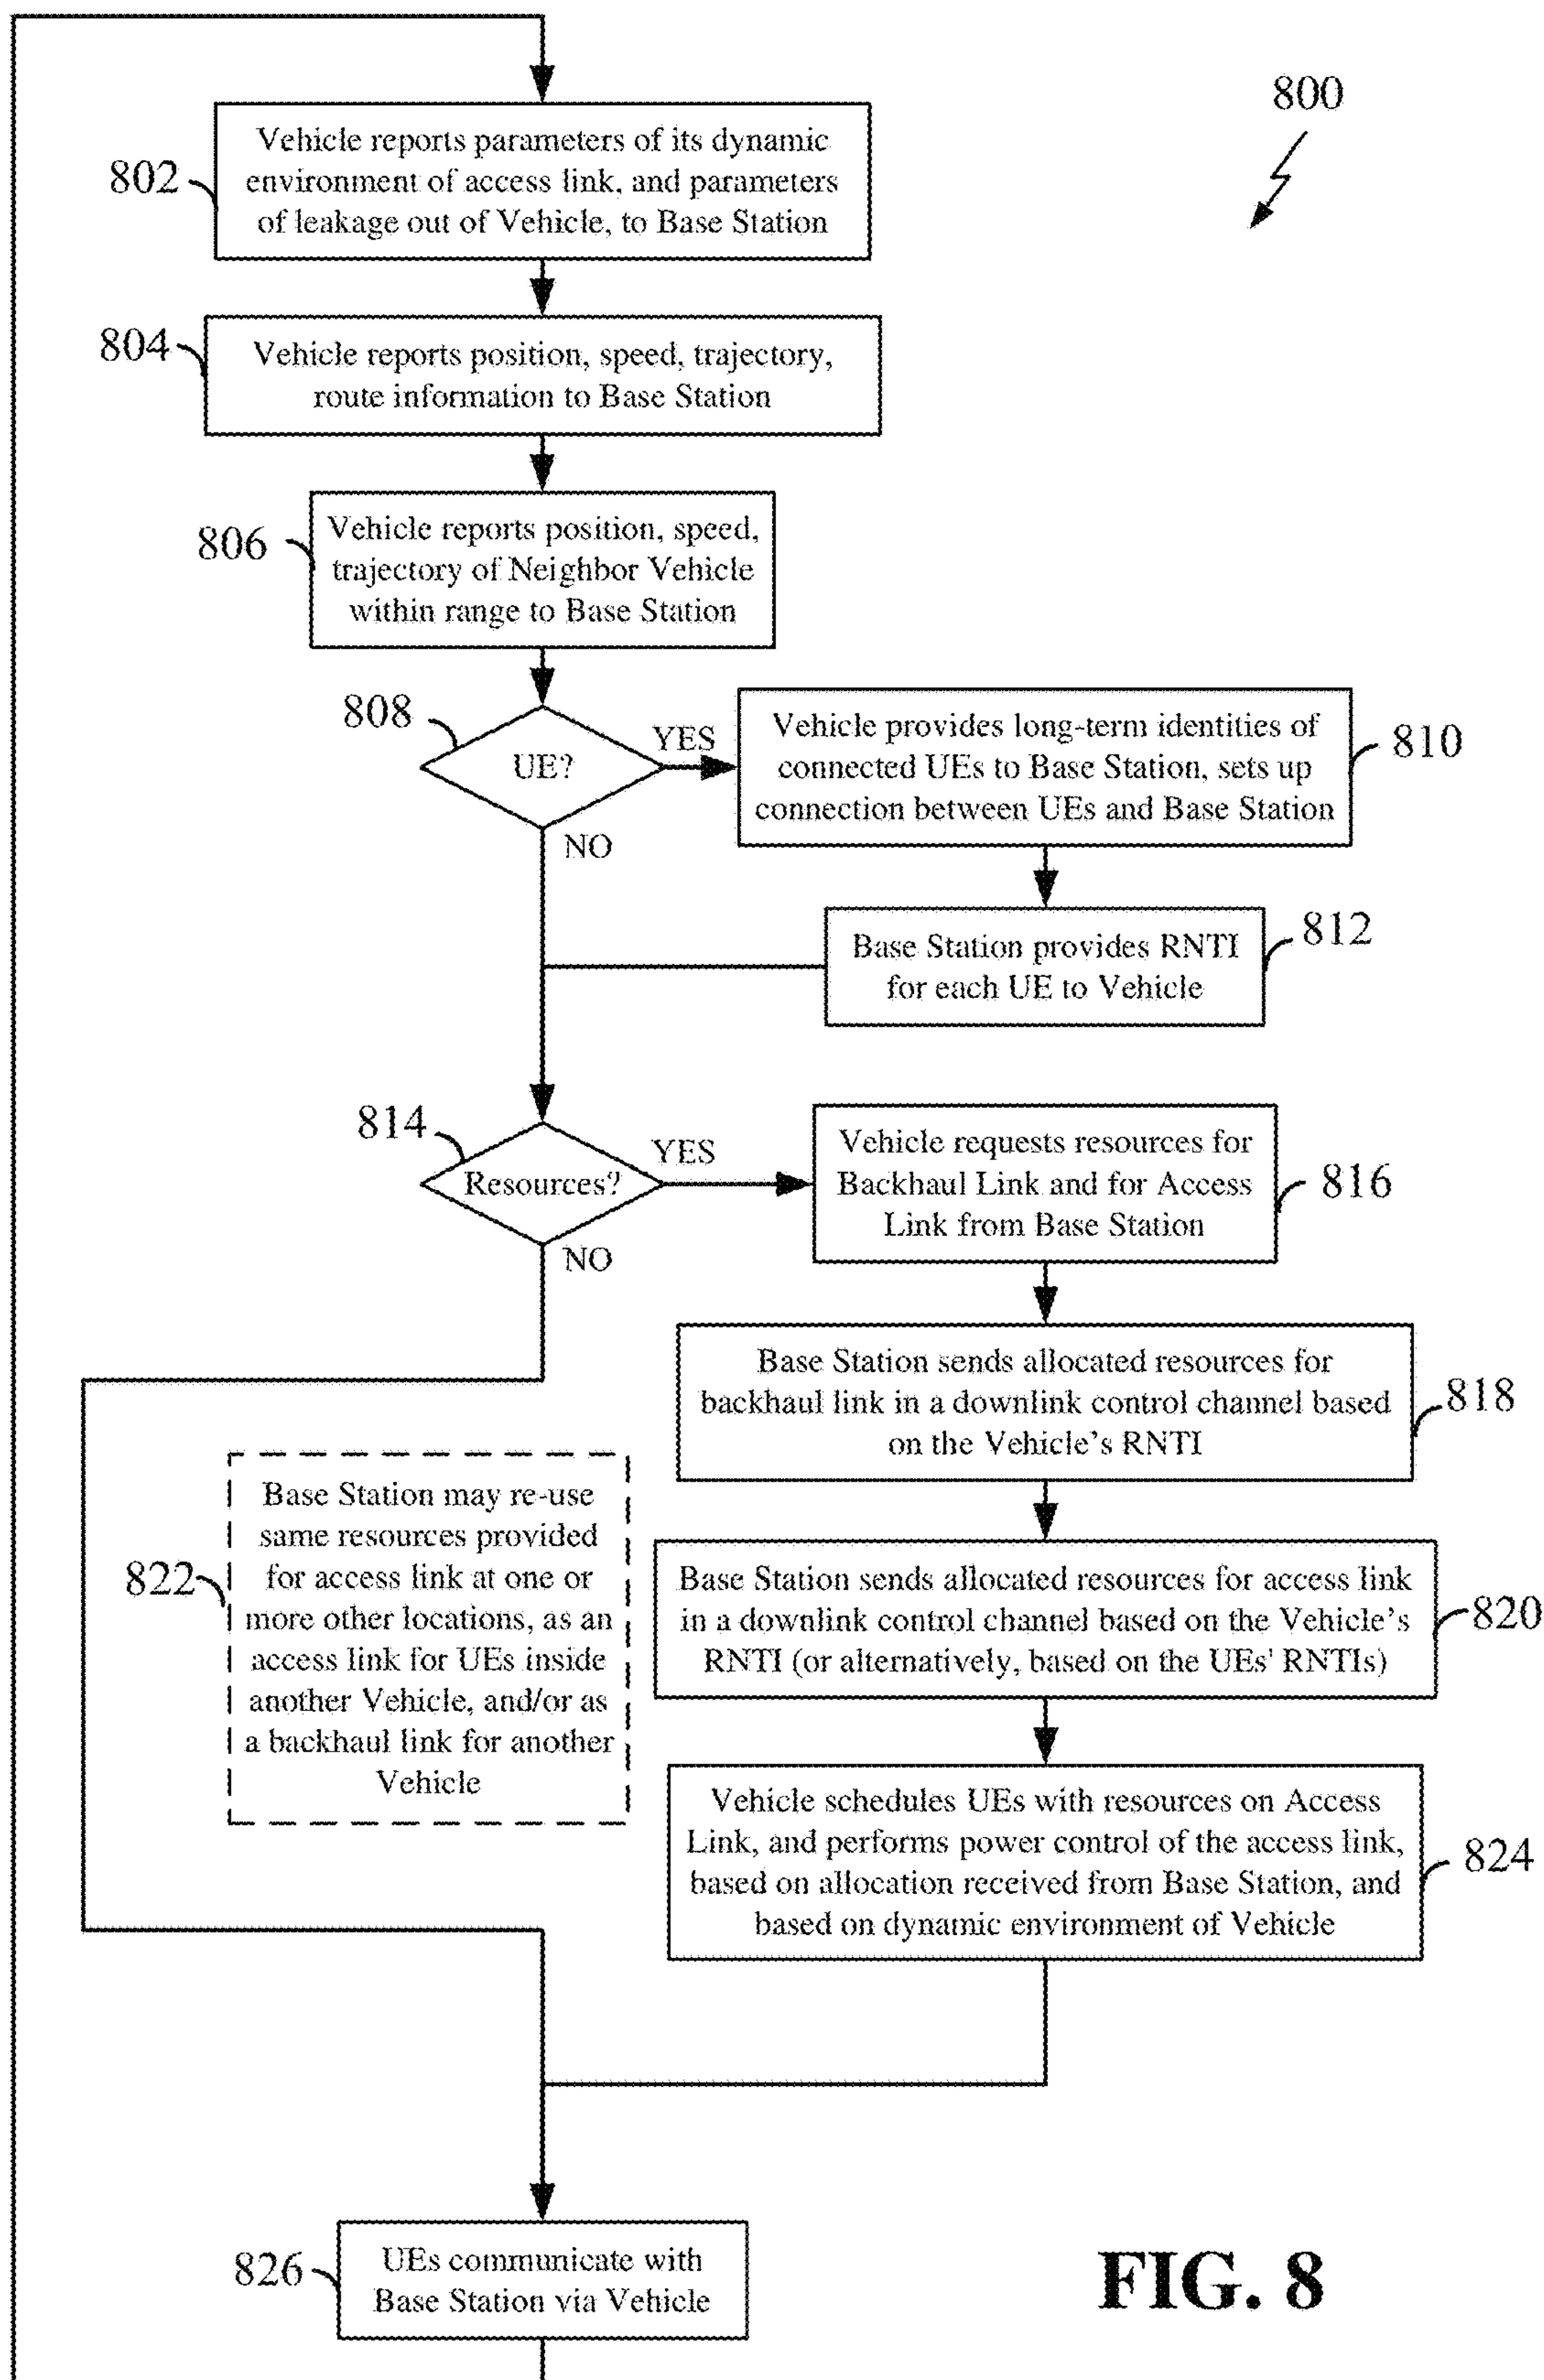 800
802
Vehicle reports parameters of its dynamic
environment of access link, and parameters
of leakage out of Vehicle, to Base Station
804
Vehicle reports position, speed, trajectory,
route information to Base Station
806
Vehicle reports position, speed,
trajectory of Neighbor Vehicle
within range to Base Station
808
UE?
YES
NO
Vehicle provides long-term identities of
connected UEs to Base Station, sets up
connection between UEs and Base Station
810
Base Station provides RNTI
for each UE to Vehicle
812
814
Resources?
YES
NO
Vehicle requests resources for
Backhaul Link and for Access
Link from Base Station
816
Base Station sends allocated resources for
backhaul link in a downlink control channel based
on the Vehicle's RNTI
818
Base Station sends allocated resources for access link
in a downlink control channel based on the Vehicle's
RNTI (or alternatively, based on the UEs' RNTIs)
820
822
Base Station may re-use
same resources provided
for access link at one or
more other locations, as an
access link for UEs inside
another Vehicle, and/or as
a backhaul link for another
Vehicle
Vehicle schedules UEs with resources on Access
Link, and performs power control of the access link,
based on allocation received from Base Station, and
based on dynamic environment of Vehicle
824
826
UEs communicate with
Base Station via Vehicle
FIG. 8